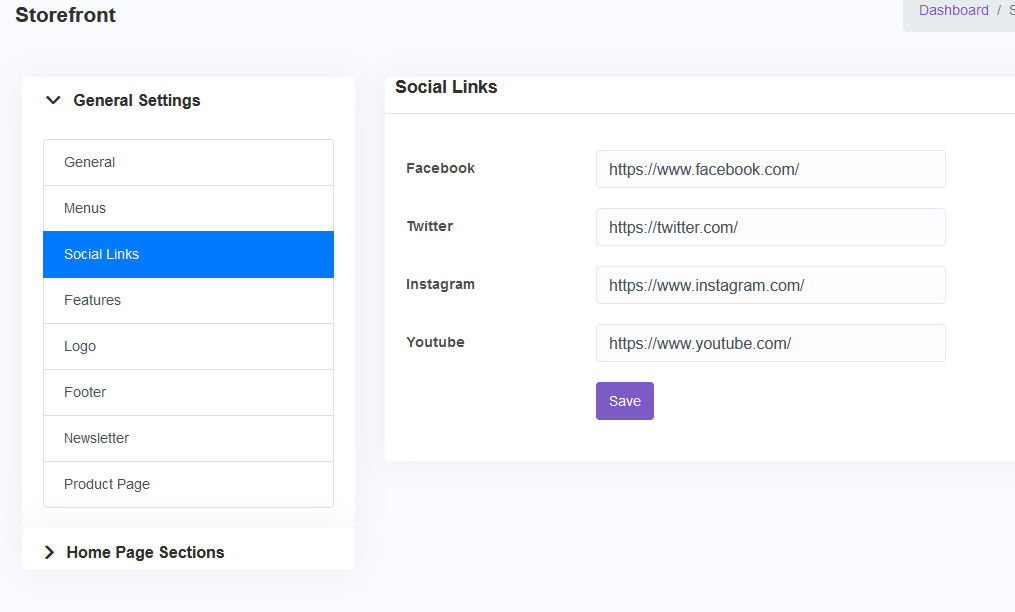 Storefront
Dashboard / S
General Settings
General
Menus
Social Links
Features
Logo
Footer
Newsletter
Product Page
Home Page Sections
Social Links
Facebook https://www.facebook.com/
Twitter https://twitter.com/
Instagram https://www.instagram.com/
Youtube https://www.youtube.com/
Save